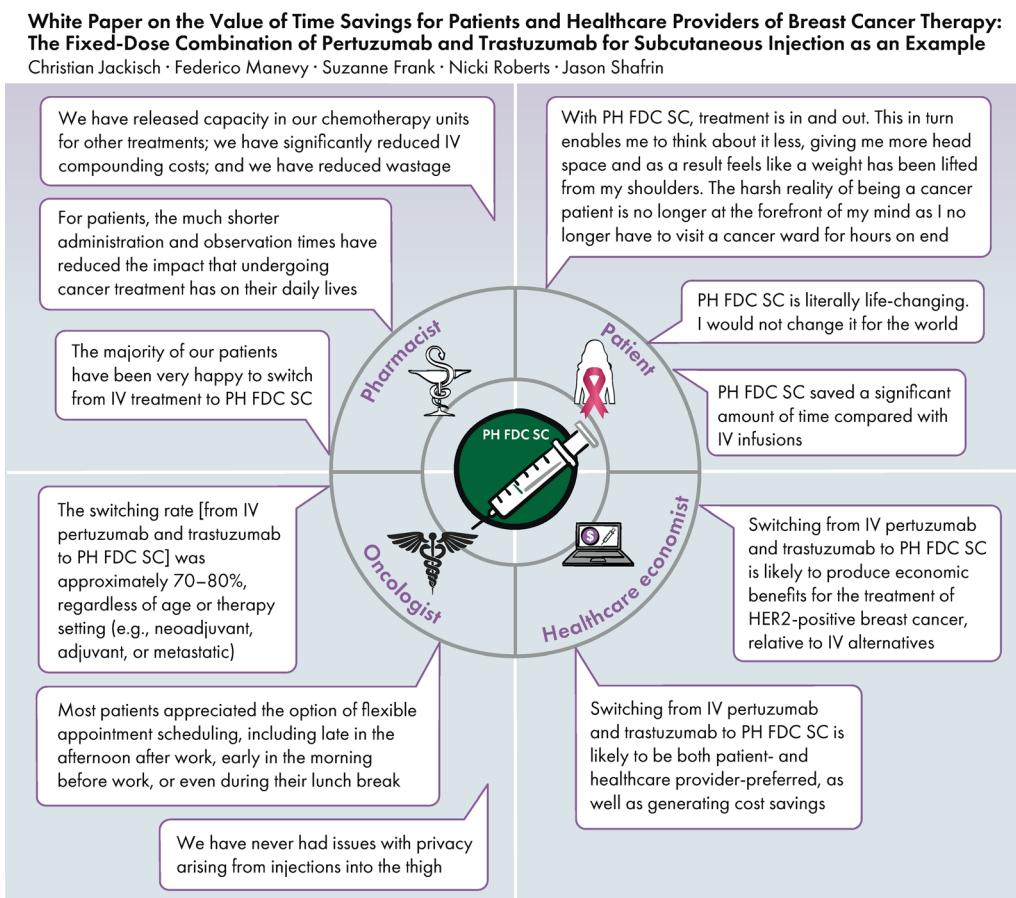 White Paper on the Value of Time Savings for Patients and Healthcare Providers of Breast Cancer Therapy:
The Fixed-Dose Combination of Pertuzumab and Trastuzumab for Subcutaneous Injection as an Example
Christian Jackisch · Federico Manevy · Suzanne Frank · Nicki Roberts · Jason Shafrin
We have released capacity in our chemotherapy units
for other treatments; we have significantly reduced IV
compounding costs; and we have reduced wastage
For patients, the much shorter
administration and observation times have
reduced the impact that undergoing
cancer treatment has on their daily lives
The majority of our patients
have been very happy to switch
from IV treatment to PH FDC SC
Pharmacist
With PH FDC SC, treatment is in and out. This in turn
enables me to think about it less, giving me more head
space and as a result feels like a weight has been lifted
from my shoulders. The harsh reality of being a cancer
patient is no longer at the forefront of my mind as I no
longer have to visit a cancer ward for hours on end
PH FDC SC is literally life-changing.
I would not change it for the world
PH FDC SC saved a significant
amount of time compared with
IV infusions
Patient
PH FDC SC
$
The switching rate [from IV
pertuzumab and trastuzumab
to PH FDC SC] was
approximately 70–80%,
regardless of age or therapy
setting (e.g., neoadjuvant,
adjuvant, or metastatic)
Most patients appreciated the option of flexible
appointment scheduling, including late in the
afternoon after work, early in the morning
before work, or even during their lunch break
We have never had issues with privacy
arising from injections into the thigh
Oncologist
Healthcare economist
Switching from IV pertuzumab
and trastuzumab to PH FDC SC
is likely to produce economic
benefits for the treatment of
HER2-positive breast cancer,
relative to IV alternatives
Switching from IV pertuzumab
and trastuzumab to PH FDC SC is
likely to be both patient- and
healthcare provider-preferred, as
well as generating cost savings